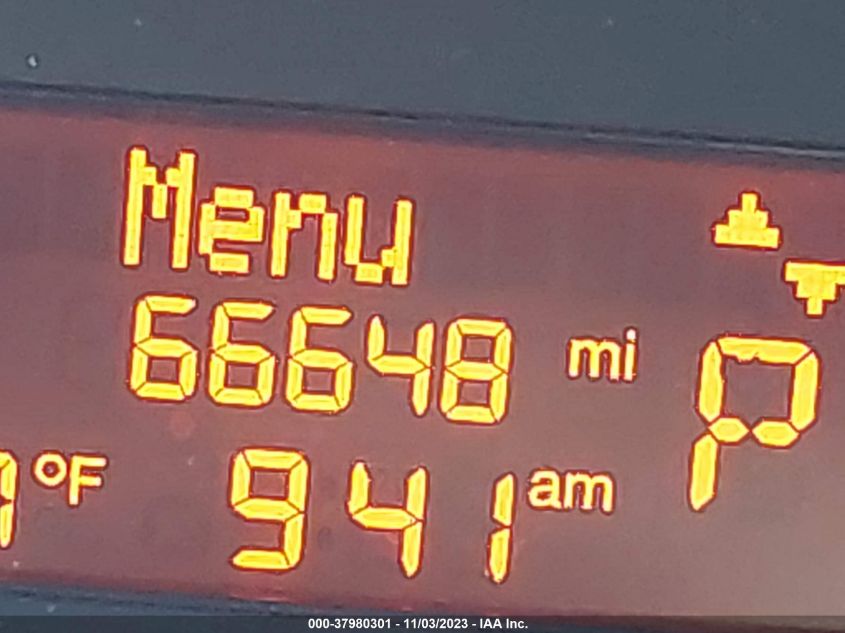 Menu
66648 mi
°F 941 am
P
000-37980301 - 11/03/2023 - IAA Inc.